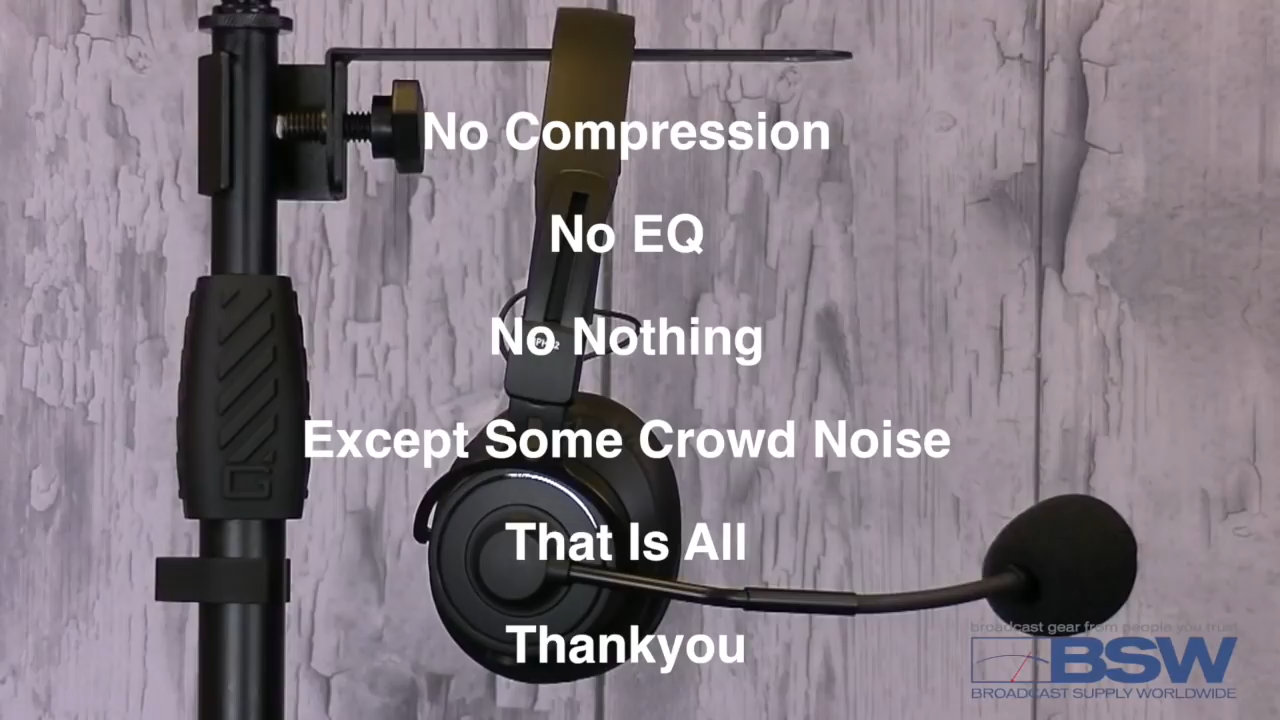 No Compression
No EQ
No Nothing
Except Some Crowd Noise
That Is All
Thankyou
broadcast gear from people you trust
BSW
BROADCAST SUPPLY WORLDWIDE